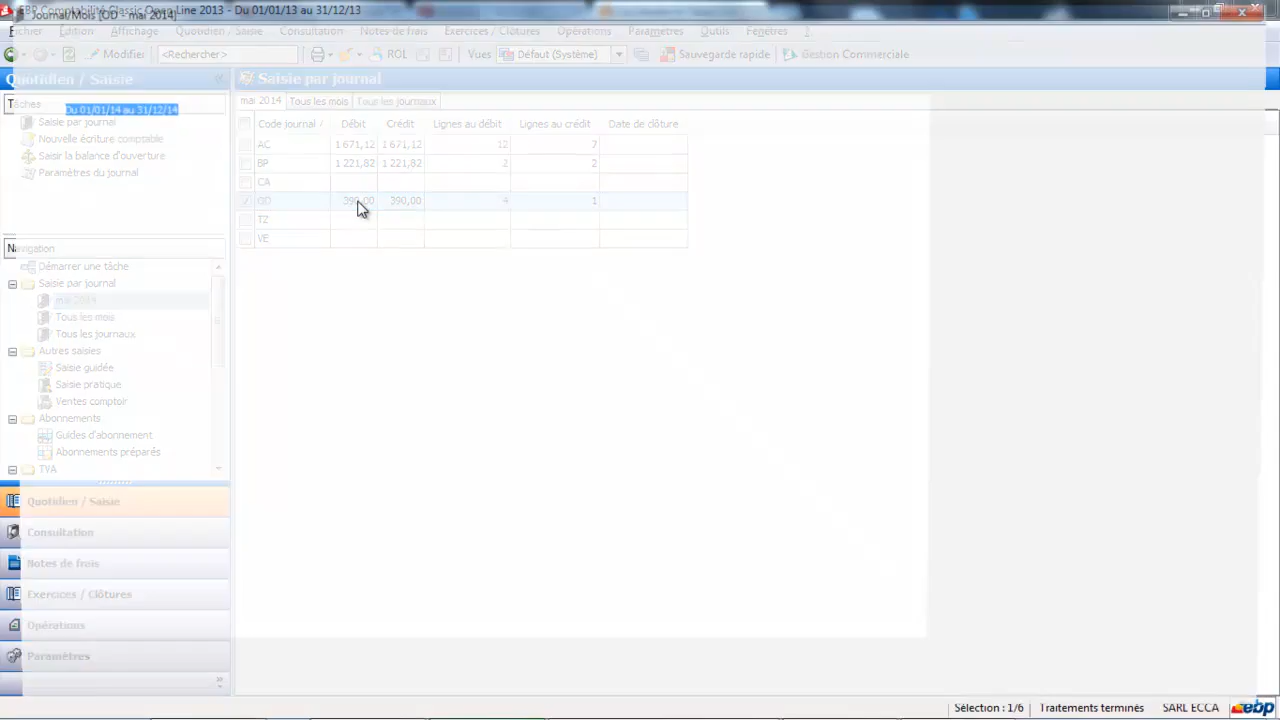 EBP Comptabilité Classic Open Line 2013 - Du 01/01/13 au 31/12/13
Journal/Mois [OD - mai 2014]
Fichier Édition Affichage Quotidien / Saisie Consultation Notes de frais Exercices / Clôtures Opérations Paramètres Outils Fenêtres ?
Modifier <Rechercher> ROL Vues Défaut (Système) Sauvegarde rapide Gestion Commerciale
Quotidien / Saisie
Saisie par journal
Tâches
Du 01/01/14 au 31/12/14
Saisie par journal
Nouvelle écriture comptable
Saisir la balance d'ouverture
Paramètres du journal
mai 2014 Tous les mois Tous les journaux
Code journal / Débit Crédit Lignes au débit Lignes au crédit Date de clôture
AC 1 671,12 1 671,12 12 7
BP 1 221,82 1 221,82 2 2
CA
OD 390,00 390,00 4 1
TZ
VE
Navigation
Démarrer une tâche
Saisie par journal
mai 2014
Tous les mois
Tous les journaux
Autres saisies
Saisie guidée
Saisie pratique
Ventes comptoir
Abonnements
Guides d'abonnement
Abonnements préparés
TVA
Quotidien / Saisie
Consultation
Notes de frais
Exercices / Clôtures
Opérations
Paramètres
Sélection : 1/6 Traitements terminés SARL ECCA ebp